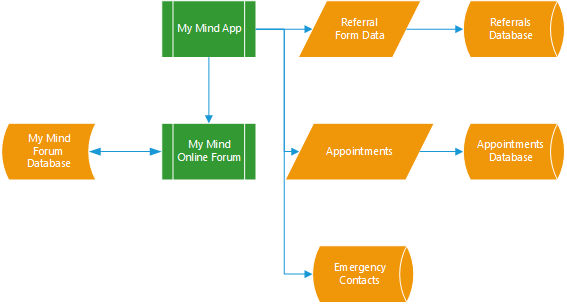 My Mind App
Referral
Form Data
Referrals
Database
My Mind
Forum
Database
My Mind
Online Forum
Appointments
Appointments
Database
Emergency
Contacts